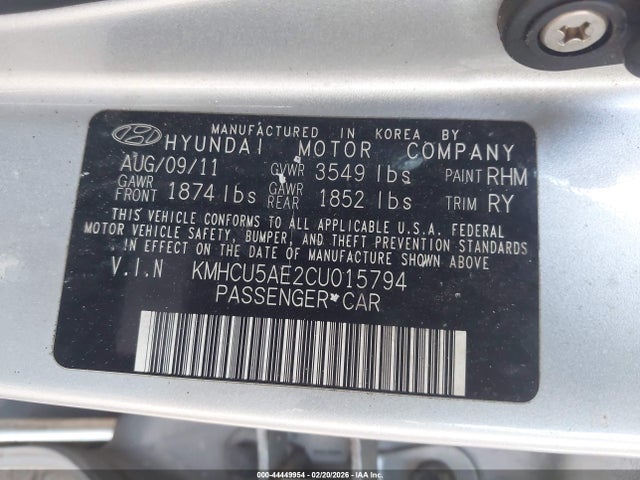 MANUFACTURED IN KOREA BY
HYUNDAI MOTOR COMPANY
AUG/09/11 GVWR 3549 lbs PAINT RHM
GAWR FRONT 1874 lbs GAWR REAR 1852 lbs TRIM RY
THIS VEHICLE CONFORMS TO ALL APPLICABLE U.S.A. FEDERAL
MOTOR VEHICLE SAFETY, BUMPER, AND THEFT PREVENTION STANDARDS
IN EFFECT ON THE DATE OF MANUFACTURE SHOWN ABOVE.
V.I.N KMHCU5AE2CU015794
PASSENGER CAR
000-44449954 | 02/20/2026 - IAA Inc.